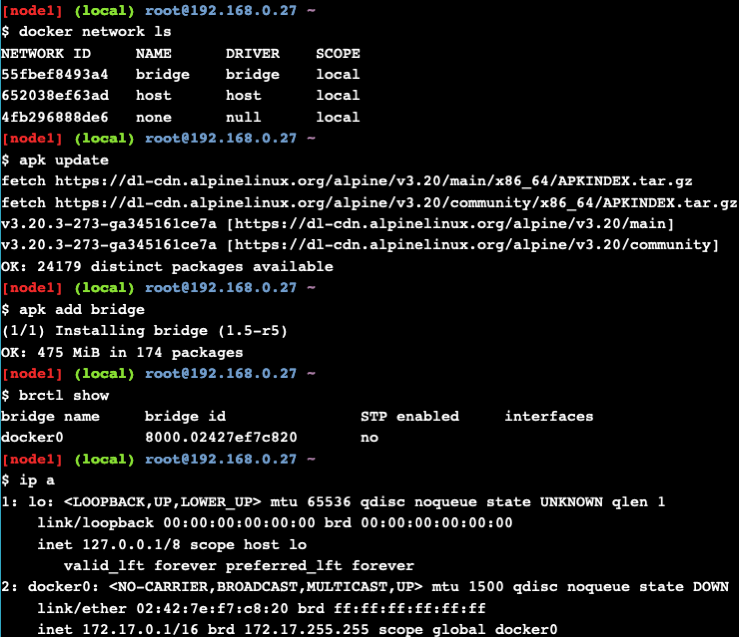 [node1] (local) root@192.168.0.27 ~
$ docker network ls
NETWORK ID     NAME      DRIVER    SCOPE
55fbef8493a4   bridge    bridge    local
652038ef63ad   host      host      local
4fb296888de6   none      null      local
[node1] (local) root@192.168.0.27 ~
$ apk update
fetch https://dl-cdn.alpinelinux.org/alpine/v3.20/main/x86_64/APKINDEX.tar.gz
fetch https://dl-cdn.alpinelinux.org/alpine/v3.20/community/x86_64/APKINDEX.tar.gz
v3.20.3-273-ga345161ce7a [https://dl-cdn.alpinelinux.org/alpine/v3.20/main]
v3.20.3-273-ga345161ce7a [https://dl-cdn.alpinelinux.org/alpine/v3.20/community]
OK: 24179 distinct packages available
[node1] (local) root@192.168.0.27 ~
$ apk add bridge
(1/1) Installing bridge (1.5-r5)
OK: 475 MiB in 174 packages
[node1] (local) root@192.168.0.27 ~
$ brctl show
bridge name     bridge id               STP enabled     interfaces
docker0         8000.02427ef7c820       no
[node1] (local) root@192.168.0.27 ~
$ ip a
1: lo: <LOOPBACK,UP,LOWER_UP> mtu 65536 qdisc noqueue state UNKNOWN qlen 1
    link/loopback 00:00:00:00:00:00 brd 00:00:00:00:00:00
    inet 127.0.0.1/8 scope host lo
       valid_lft forever preferred_lft forever
2: docker0: <NO-CARRIER,BROADCAST,MULTICAST,UP> mtu 1500 qdisc noqueue state DOWN
    link/ether 02:42:7e:f7:c8:20 brd ff:ff:ff:ff:ff:ff
    inet 172.17.0.1/16 brd 172.17.255.255 scope global docker0